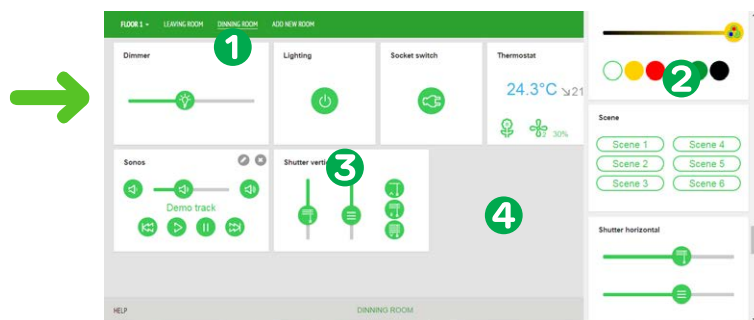 FLOOR 1 LEAVING ROOM DINNING ROOM ADD NEW ROOM
1
Dimmer
Lighting
Socket switch
Thermostat
24.3°C 21
2 30%
2
Scene
Scene 1 Scene 4
Scene 2 Scene 5
Scene 3 Scene 6
Sonos
Demo track
Shutter
3
4
Shutter horizontal
HELP DINNING ROOM